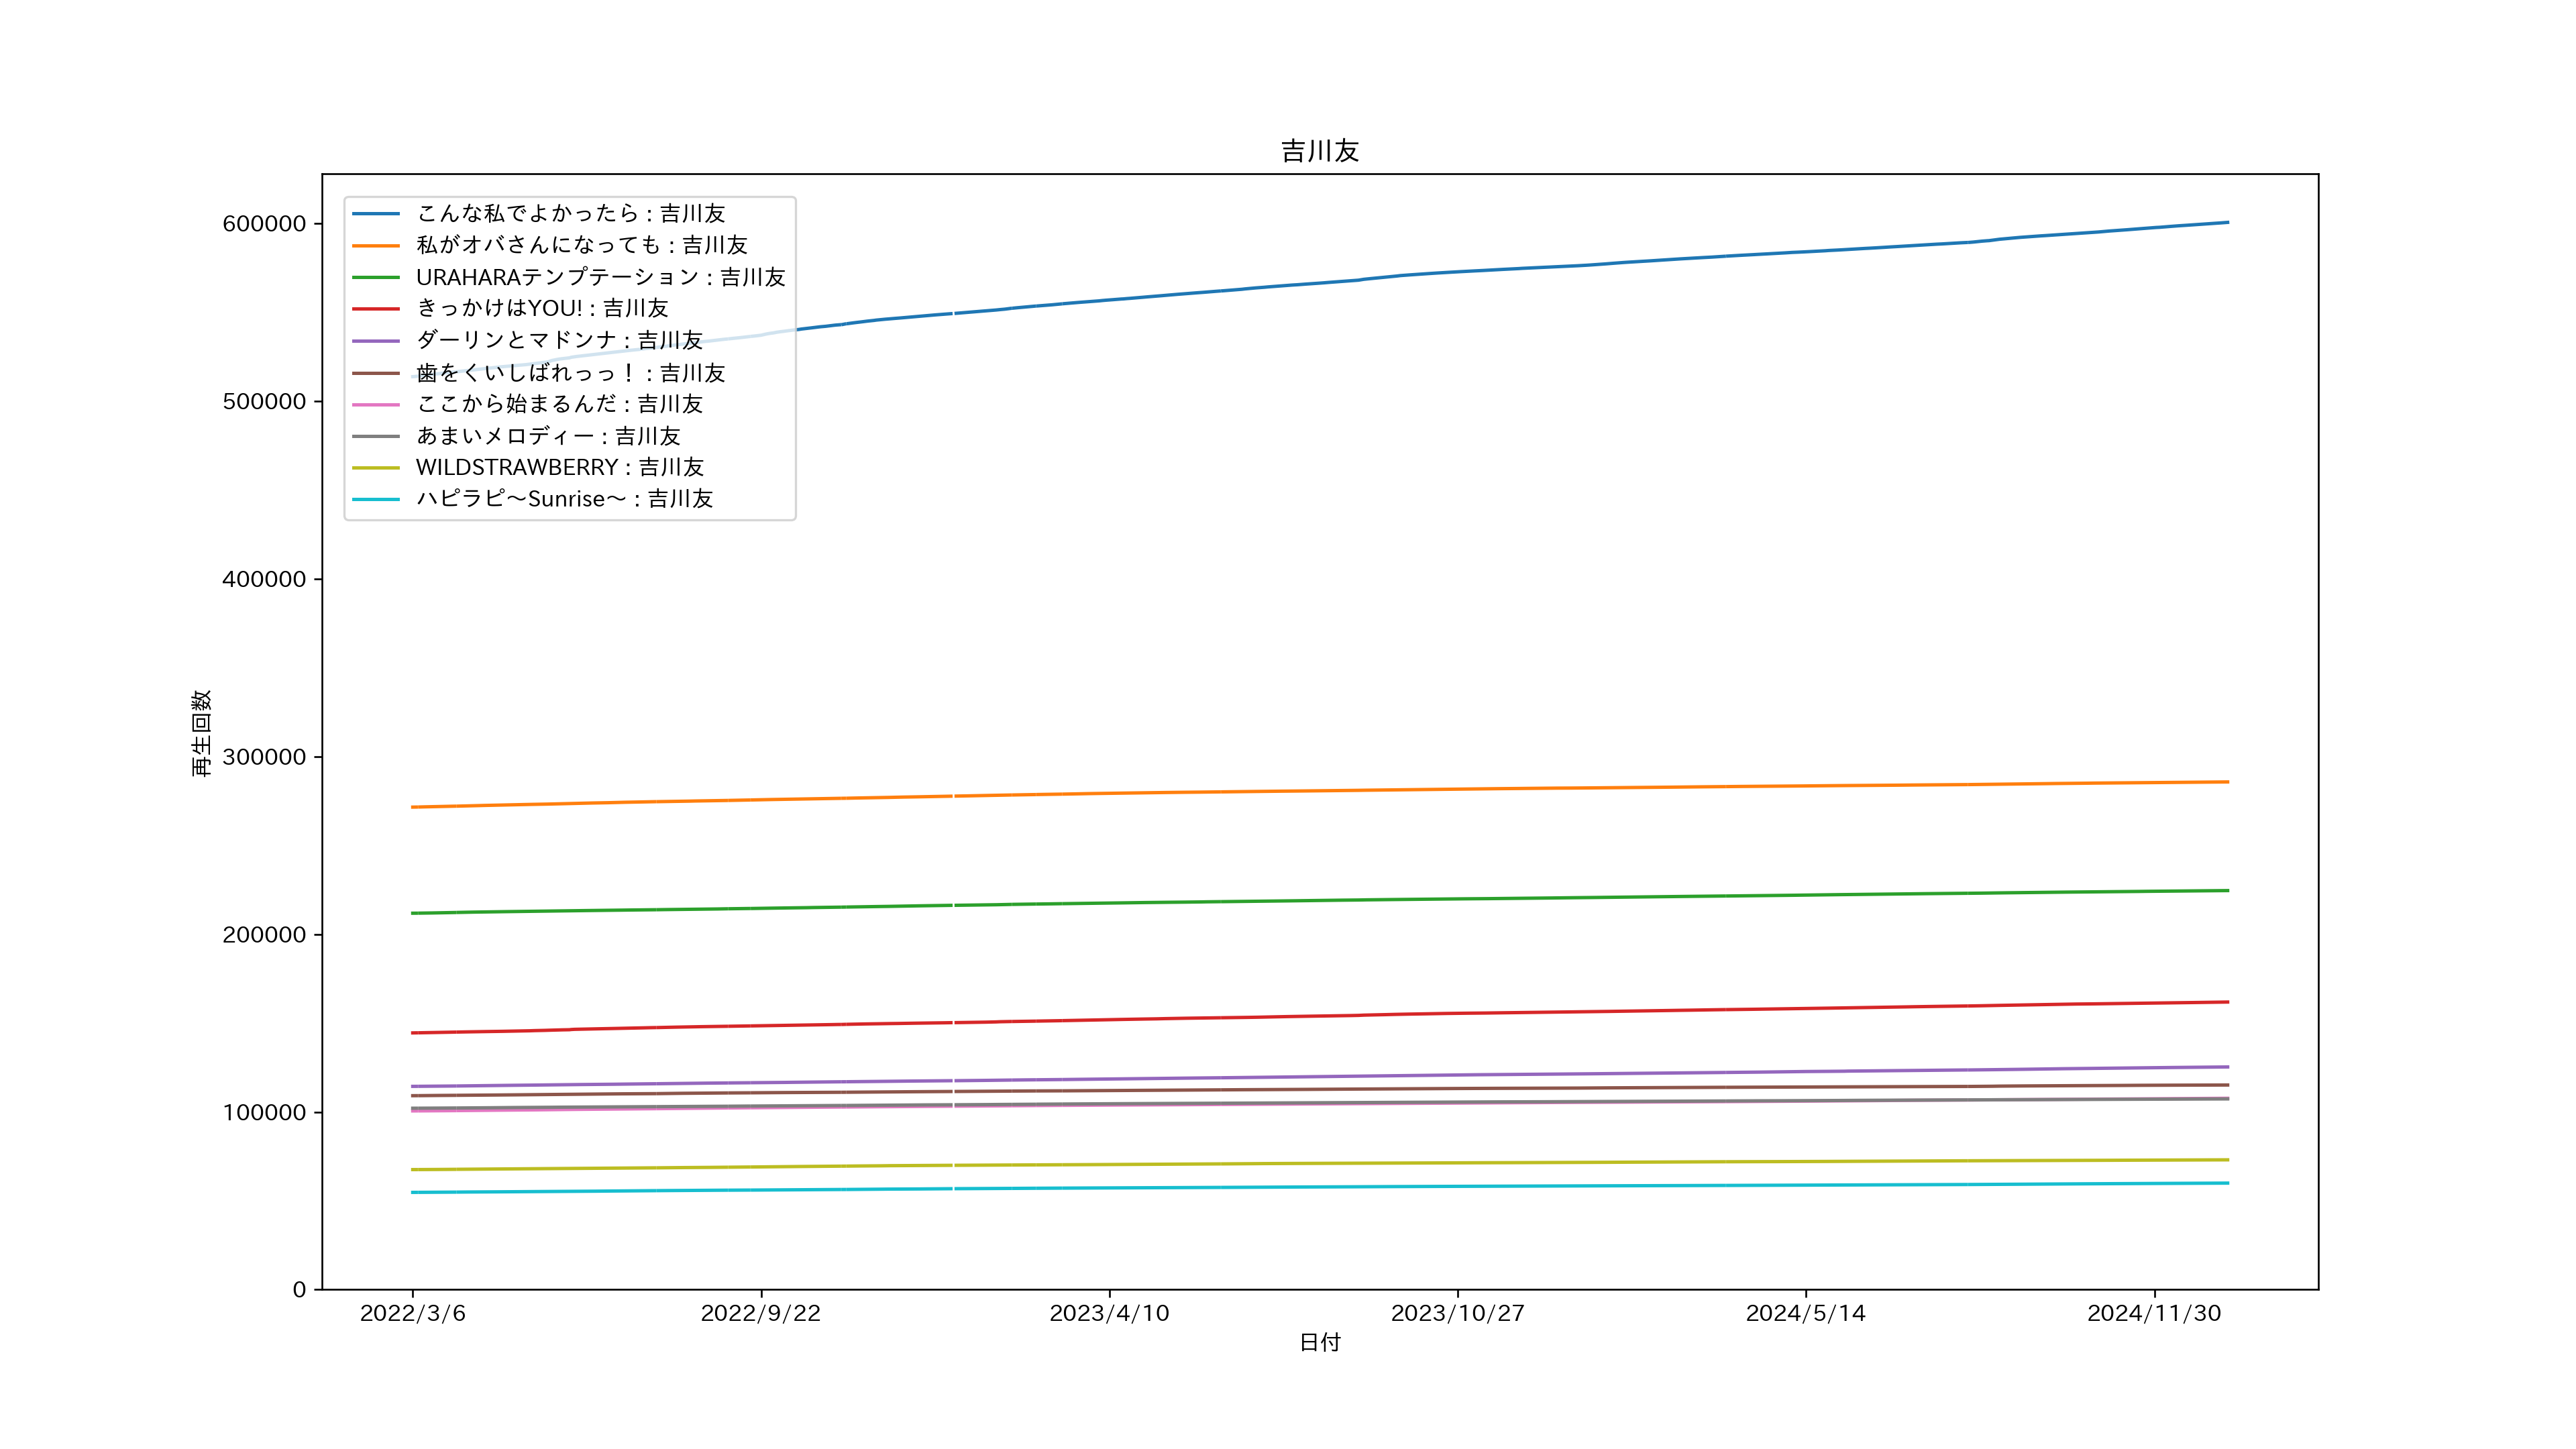 吉川友
こんな私でよかったら : 吉川友
私がオバさんになっても : 吉川友
URAHARAテンプテーション : 吉川友
きっかけはYOU! : 吉川友
ダーリンとマドンナ : 吉川友
歯をくいしばれっっ！ : 吉川友
ここから始まるんだ : 吉川友
あまいメロディー : 吉川友
WILDSTRAWBERRY : 吉川友
ハピラピ～Sunrise～ : 吉川友
再生回数
600000
500000
400000
300000
200000
100000
0
2022/3/6
2022/9/22
2023/4/10
2023/10/27
2024/5/14
2024/11/30
日付